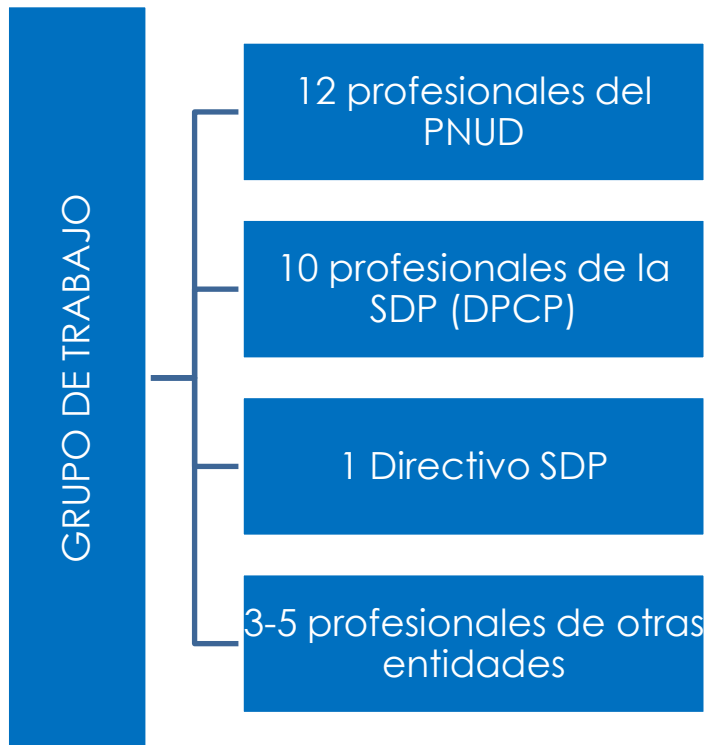 GRUPO DE TRABAJO
12 profesionales del
PNUD
10 profesionales de la
SDP (DPCP)
1 Directivo SDP
3-5 profesionales de otras
entidades